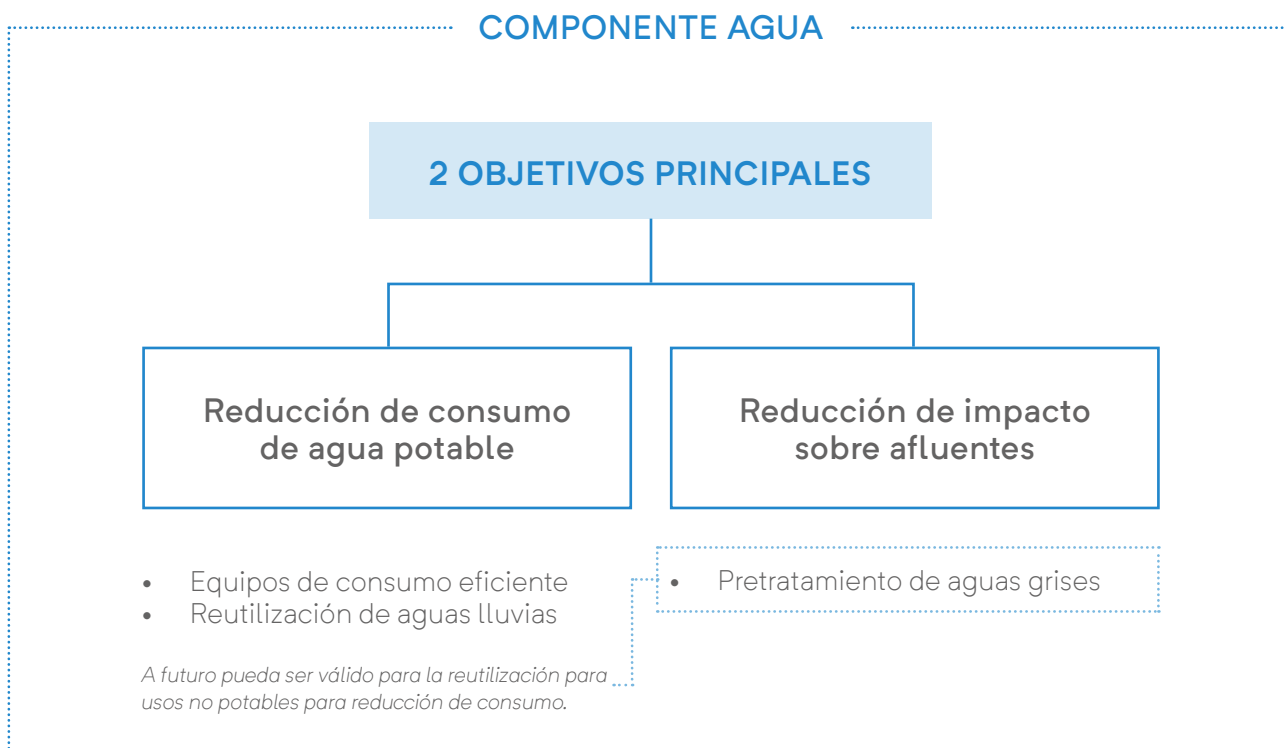 COMPONENTE AGUA
2 OBJETIVOS PRINCIPALES
Reducción de consumo
de agua potable
• Equipos de consumo eficiente
• Reutilización de aguas lluvias
A futuro pueda ser válido para la reutilización para
usos no potables para reducción de consumo.
Reducción de impacto
sobre afluentes
• Pretratamiento de aguas grises